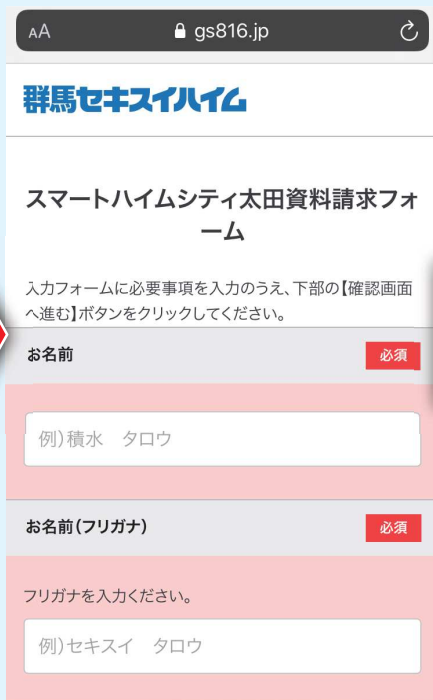 AA
gs816.jp
群馬セキスイハイム
スマートハイムシティ太田資料請求フォ
ーム
入力フォームに必要事項を入力のうえ、下部の【確認画面
へ進む】ボタンをクリックしてください。
お名前
必須
例)積水　タロウ
お名前(フリガナ)
必須
フリガナを入力ください。
例)セキスイ　タロウ